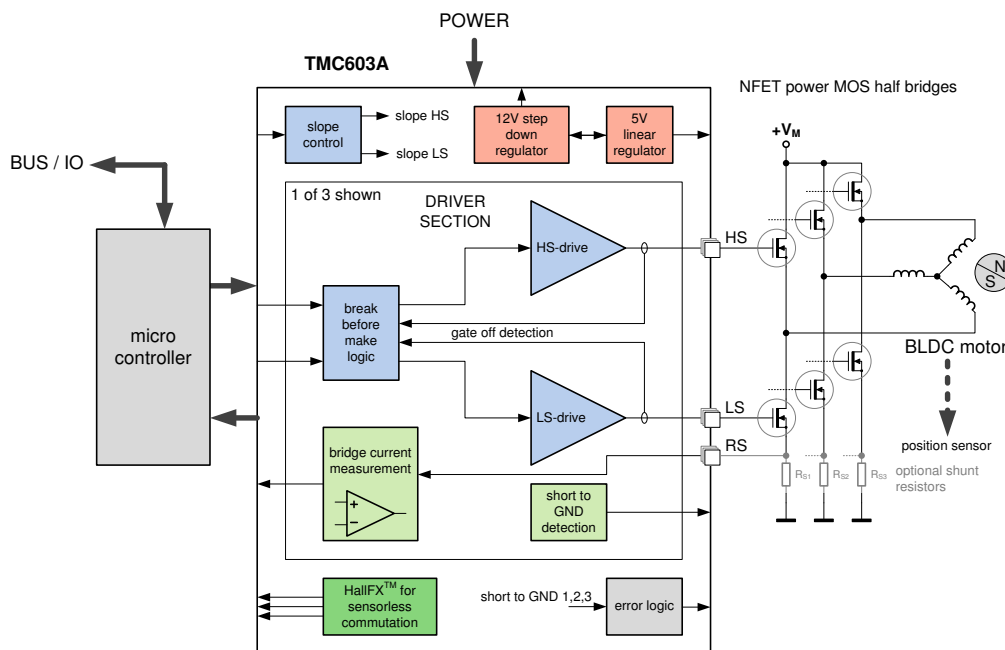 POWER
TMC603A
NFET power MOS half bridges
slope
control
slope HS
slope LS
12V step
down
regulator
5V
linear
regulator
+VM
BUS / IO
1 of 3 shown
DRIVER
SECTION
HS-drive
HS
N
S
break
before
make
logic
gate off detection
micro
controller
BLDC motor
LS-drive
LS
RS
position sensor
bridge current
measurement
+
−
short to
GND
detection
RS1
RS2
RS3
optional shunt
resistors
HallFX™ for
sensorless
commutation
short to GND 1,2,3
error logic